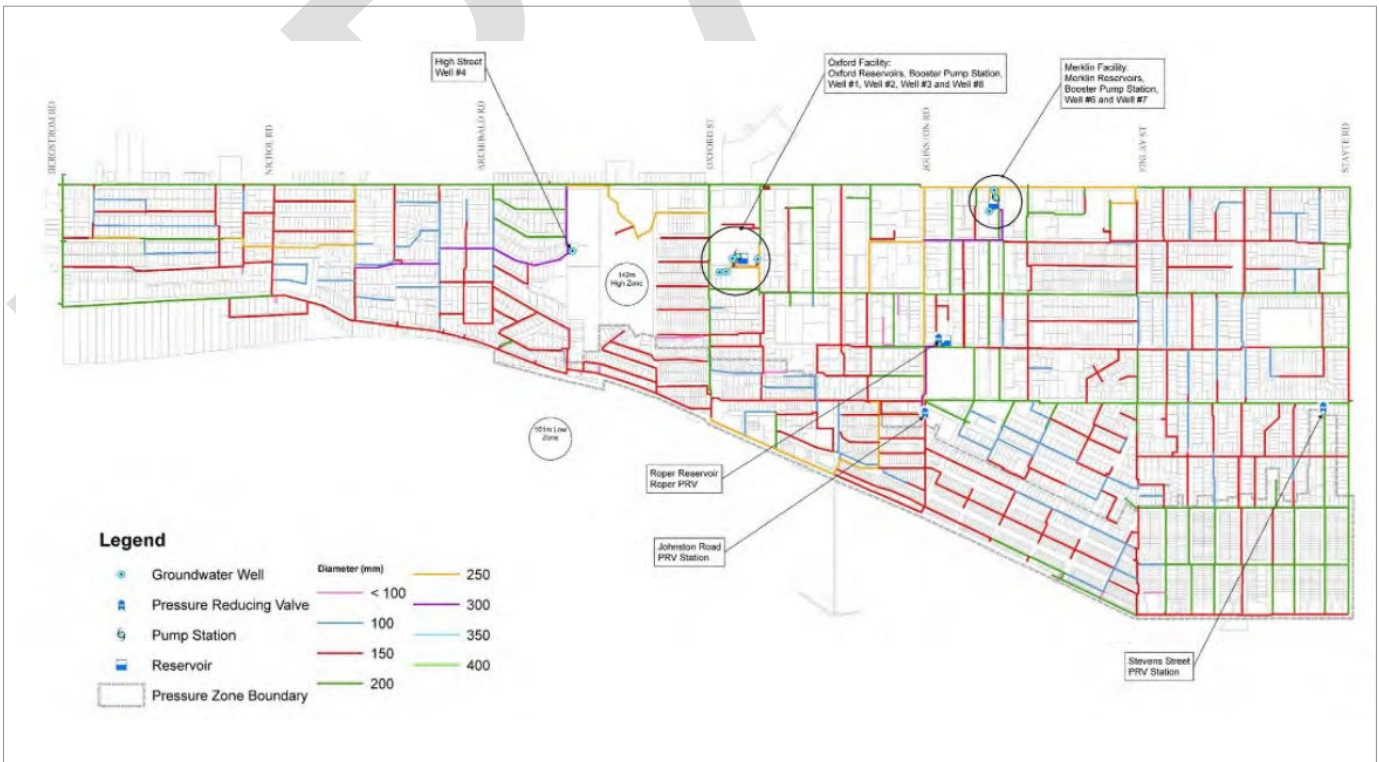 High Street
Well #4
Oxford Facility:
Oxford Reservoirs, Booster Pump Station,
Well #1, Well #2, Well #3 and Well #8
Merklin Facility:
Merklin Reservoirs,
Booster Pump Station,
Well #6 and Well #7
BERGSTROM RD
NICHOL RD
ARCHIBALD RD
OXFORD ST
JOHNSTON RD
FINLAY ST
STAYTE RD
142m
High Zone
101m Low
Zone
Roper Reservoir
Roper PRV
Johnston Road
PRV Station
Stevens Street
PRV Station
Legend
Groundwater Well
Pressure Reducing Valve
Pump Station
Reservoir
Pressure Zone Boundary
Diameter (mm)
< 100
100
150
200
250
300
350
400